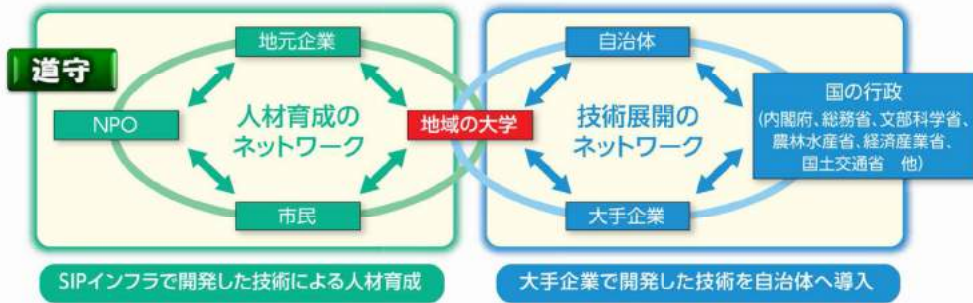 道守
地元企業
NPO
人材育成の
ネットワーク
市民
地域の大学
自治体
技術展開の
ネットワーク
大手企業
国の行政
(内閣府、総務省、文部科学省、
農林水産省、経済産業省、
国土交通省　他)
SIPインフラで開発した技術による人材育成
大手企業で開発した技術を自治体へ導入